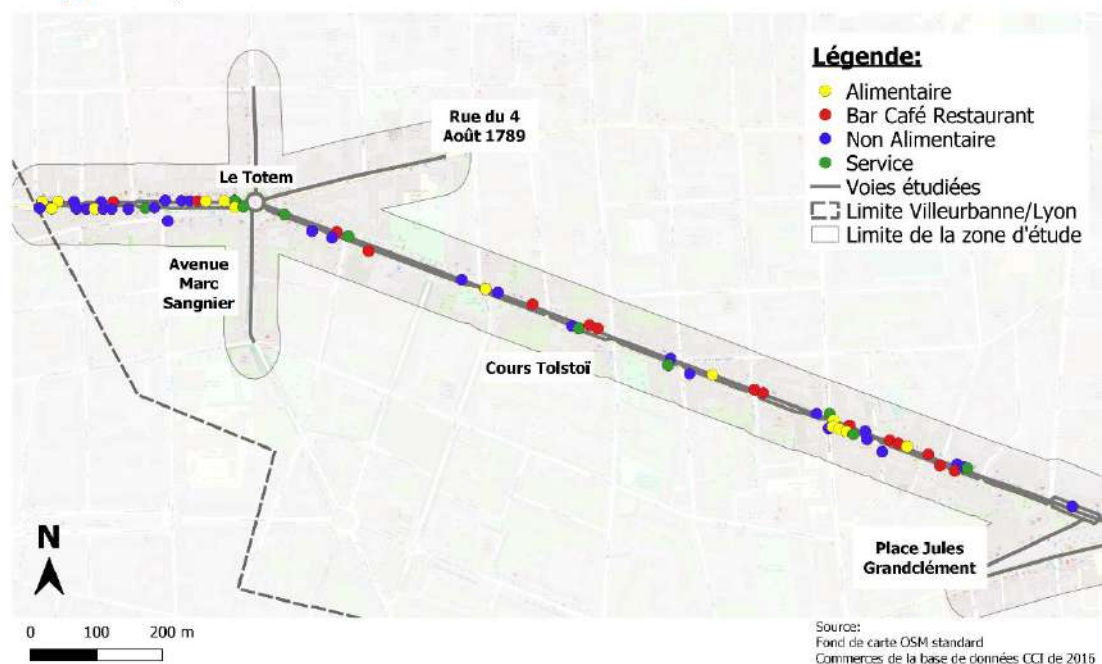 Légende:
Alimentaire
Bar Café Restaurant
Non Alimentaire
Service
Voies étudiées
Limite Villeurbanne/Lyon
Limite de la zone d'étude
Rue du 4
Août 1789
Le Totem
Avenue
Marc
Sangnier
Cours Tolstoï
Place Jules
Grandclément
N
0 100 200 m
Source:
Fond de carte OSM standard
Commerces de la base de données CCI de 2016